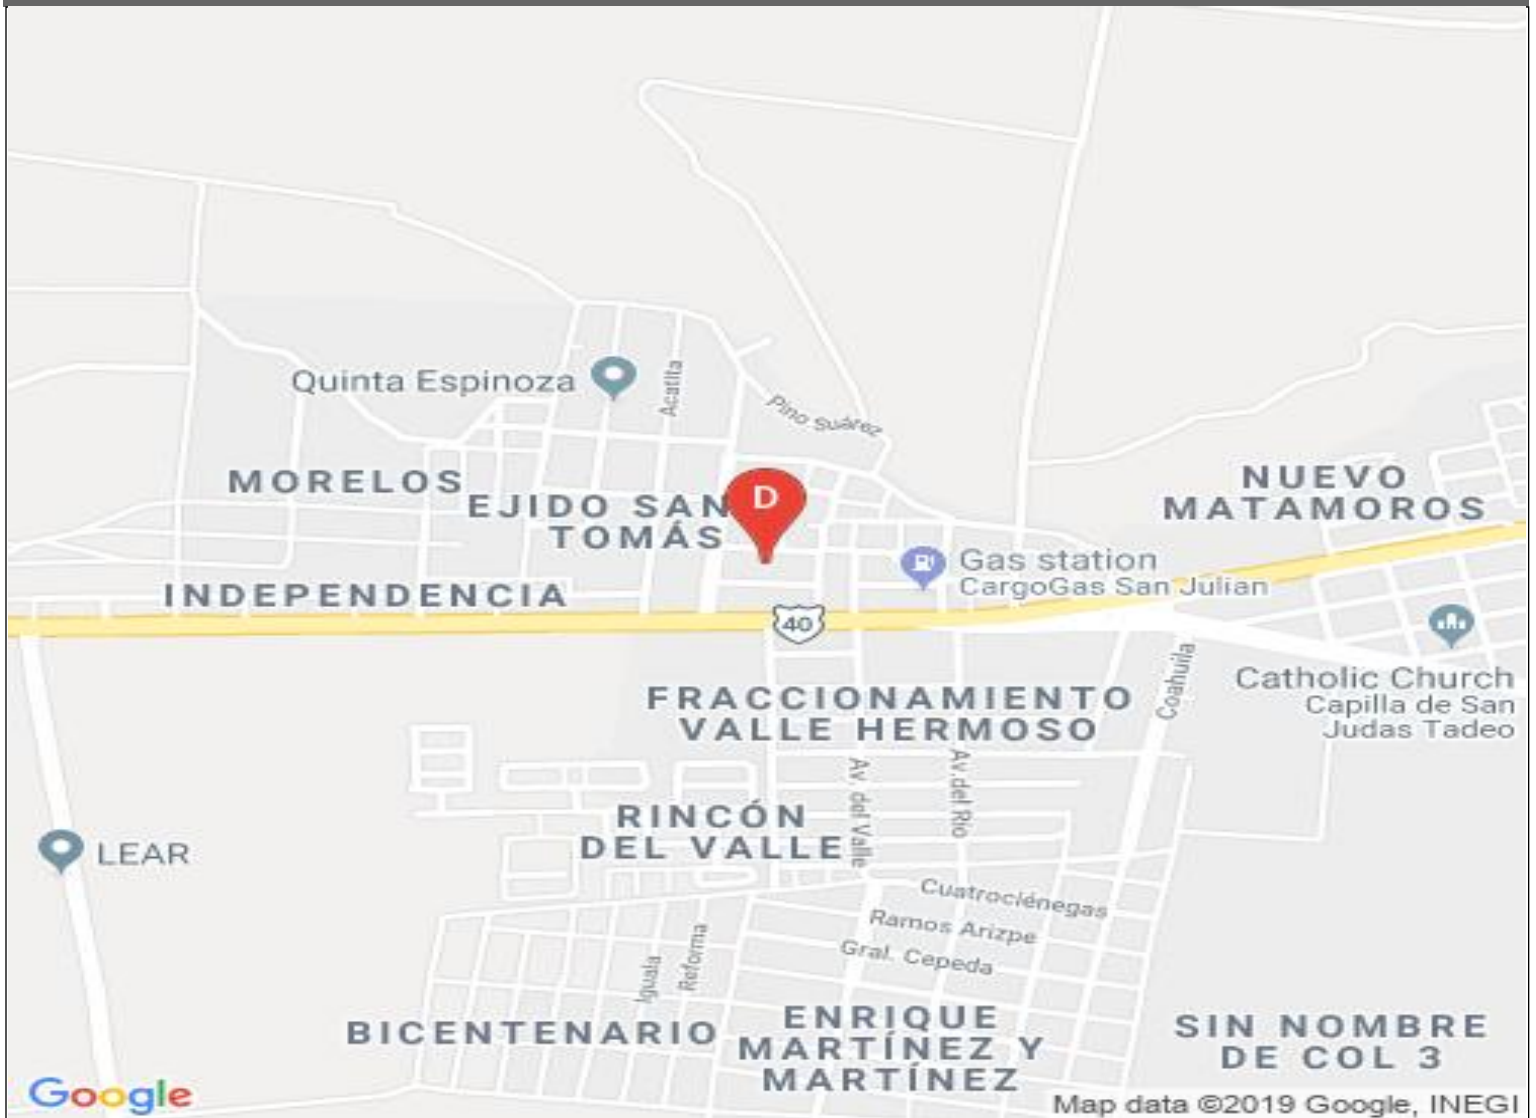 Acatita
Quinta Espinoza
Pino Suárez
D
MORELOS
EJIDO SAN
TOMÁS
NUEVO
MATAMOROS
Gas station
CargoGas San Julian
INDEPENDENCIA
40
Coahuila
Catholic Church
Capilla de San
Judas Tadeo
FRACCIONAMIENTO
VALLE HERMOSO
Av. del Valle
Av. del Rio
RINCÓN
DEL VALLE
LEAR
Cuatrociénegas
Ramos Arizpe
Gral. Cepeda
Iguala
Reforma
BICENTENARIO
ENRIQUE
MARTÍNEZ Y
MARTÍNEZ
SIN NOMBRE
DE COL 3
Google
Map data ©2019 Google, INEGI